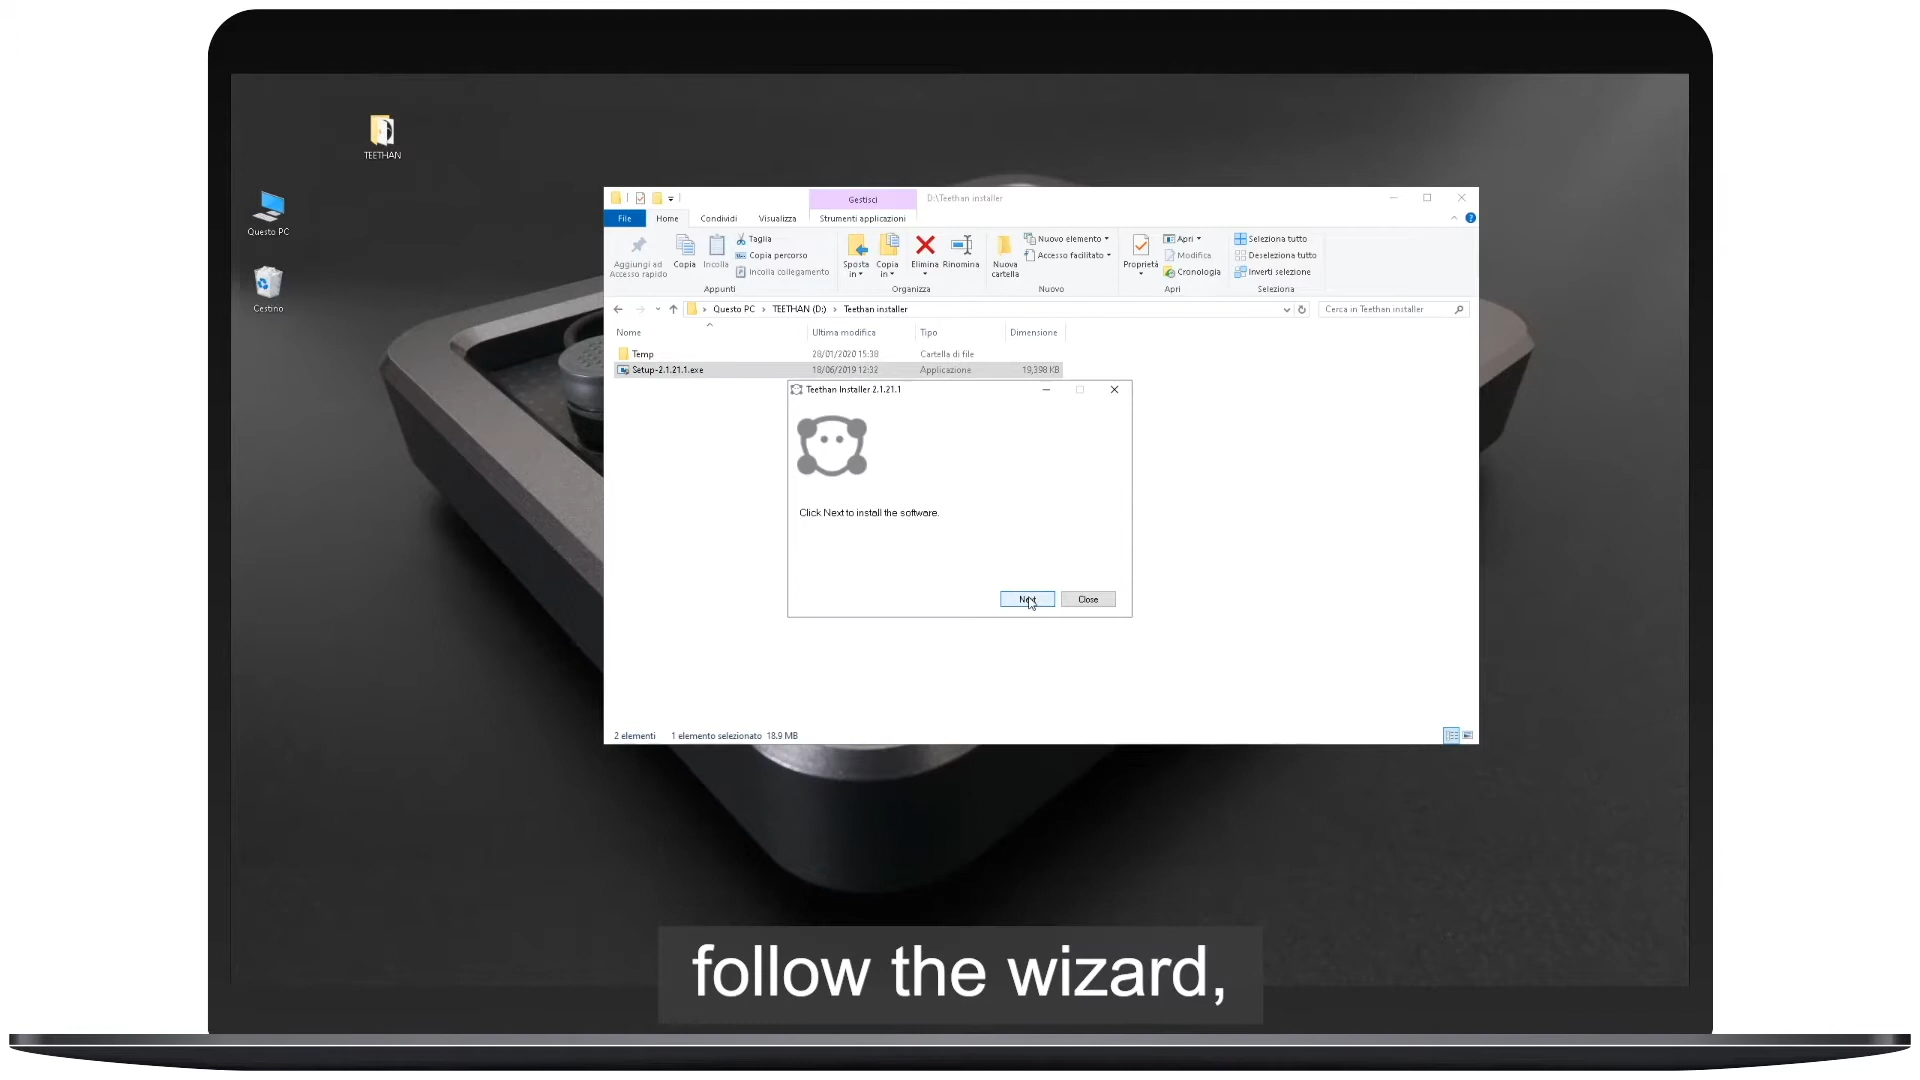 TEETHAN
Questo PC
Cestino
Gestisci
D:\Teethan installer
File
Home
Condividi
Visualizza
Strumenti applicazioni
Aggiungi ad
Accesso rapido
Copia
Incolla
Taglia
Copia percorso
Incolla collegamento
Appunti
Sposta
in
Copia
in
Elimina
Rinomina
Organizza
Nuova
cartella
Nuovo elemento
Accesso facilitato
Nuovo
Proprietà
Apri
Modifica
Cronologia
Apri
Seleziona tutto
Deseleziona tutto
Inverti selezione
Seleziona
Questo PC > TEETHAN (D:) > Teethan installer
Cerca in Teethan installer
Nome Ultima modifica Tipo Dimensione
Temp 28/01/2020 15:38 Cartella di file
Setup-2.1.21.1.exe 18/06/2019 12:32 Applicazione 19,398 KB
Teethan Installer 2.1.21.1
Click Next to install the software.
Next Close
2 elementi 1 elemento selezionato 18.9 MB
follow the wizard,